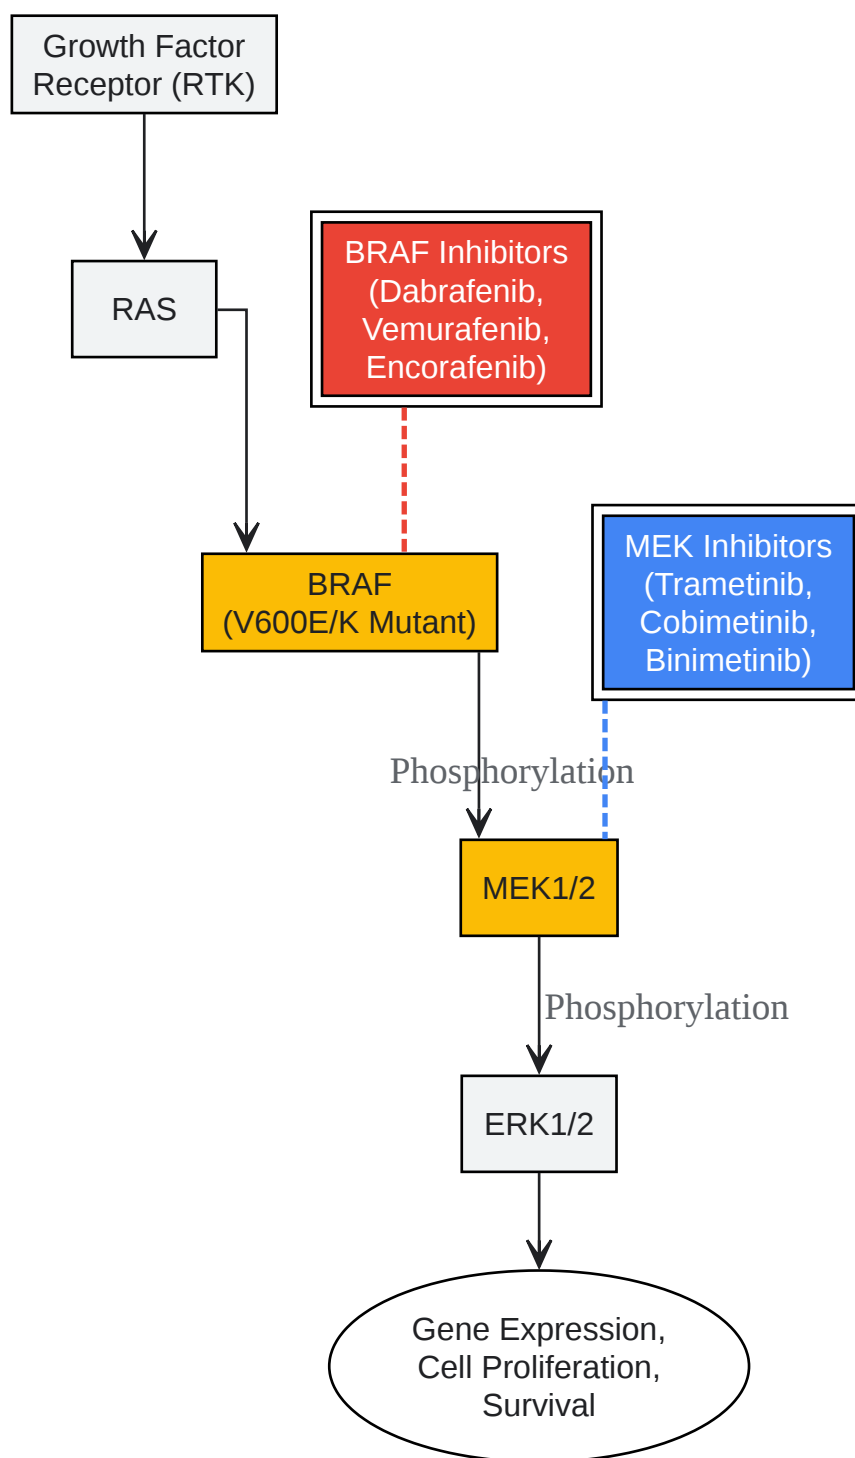 Growth Factor
Receptor (RTK)
RAS
BRAF Inhibitors
(Dabrafenib,
Vemurafenib,
Encorafenib)
BRAF
(V600E/K Mutant)
MEK Inhibitors
(Trametinib,
Cobimetinib,
Binimetinib)
Phosphorylation
MEK1/2
Phosphorylation
ERK1/2
Gene Expression,
Cell Proliferation,
Survival